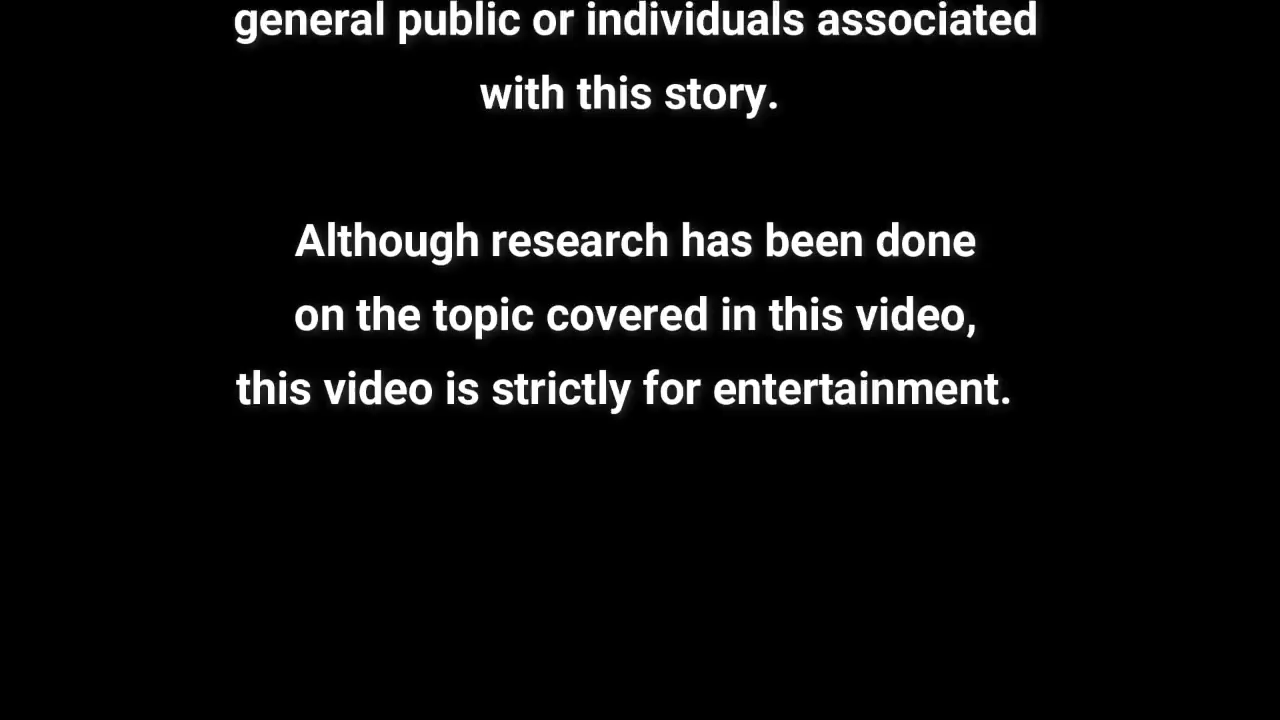 general public or individuals associated
with this story.
Although research has been done
on the topic covered in this video,
this video is strictly for entertainment.